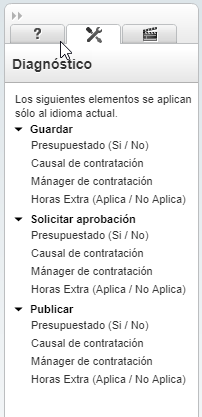 ?
Diagnóstico
Los siguientes elementos se aplican
sólo al idioma actual.
Guardar
Presupuestado (Si / No)
Causal de contratación
Mánager de contratación
Horas Extra (Aplica / No Aplica)
Solicitar aprobación
Presupuestado (Si / No)
Causal de contratación
Mánager de contratación
Horas Extra (Aplica / No Aplica)
Publicar
Presupuestado (Si / No)
Causal de contratación
Mánager de contratación
Horas Extra (Aplica / No Aplica)